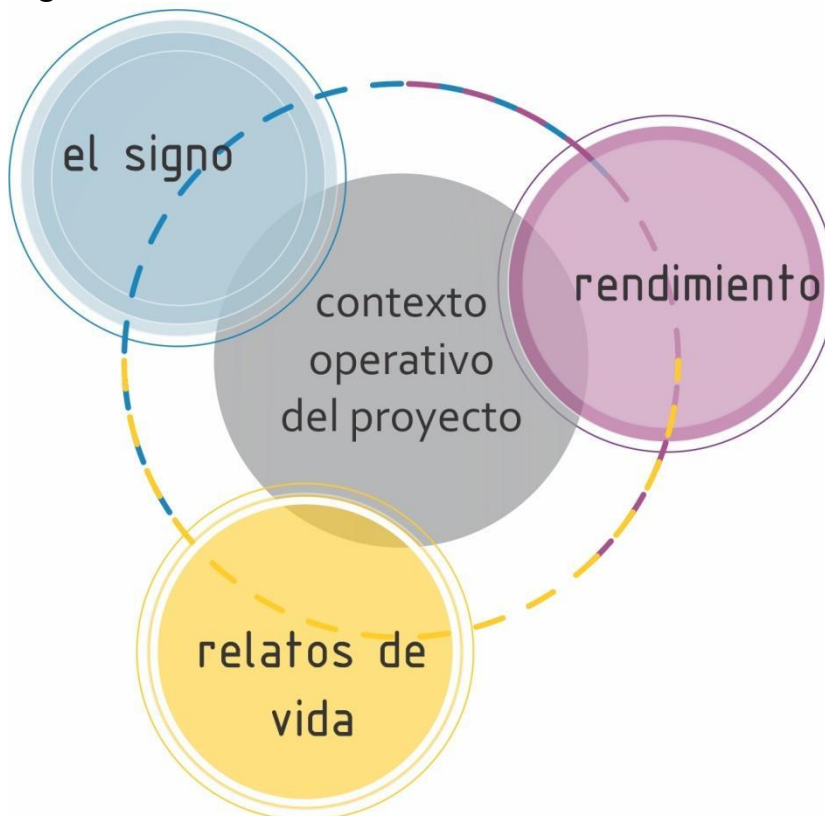 el signo
rendimiento
contexto
operativo
del proyecto
relatos de
vida